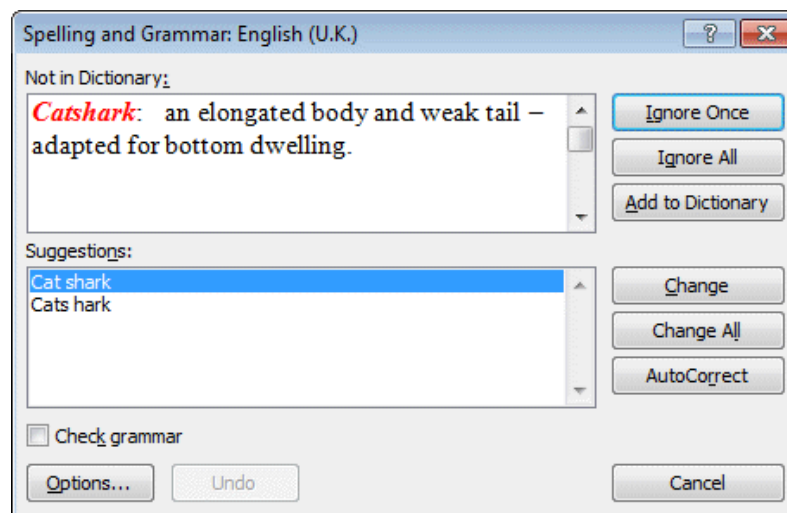 Spelling and Grammar: English (U.K.)
Not in Dictionary:
Catshark: an elongated body and weak tail –
adapted for bottom dwelling.
Ignore Once
Ignore All
Add to Dictionary
Suggestions:
Cat shark
Cats hark
Change
Change All
AutoCorrect
Check grammar
Options...
Undo
Cancel